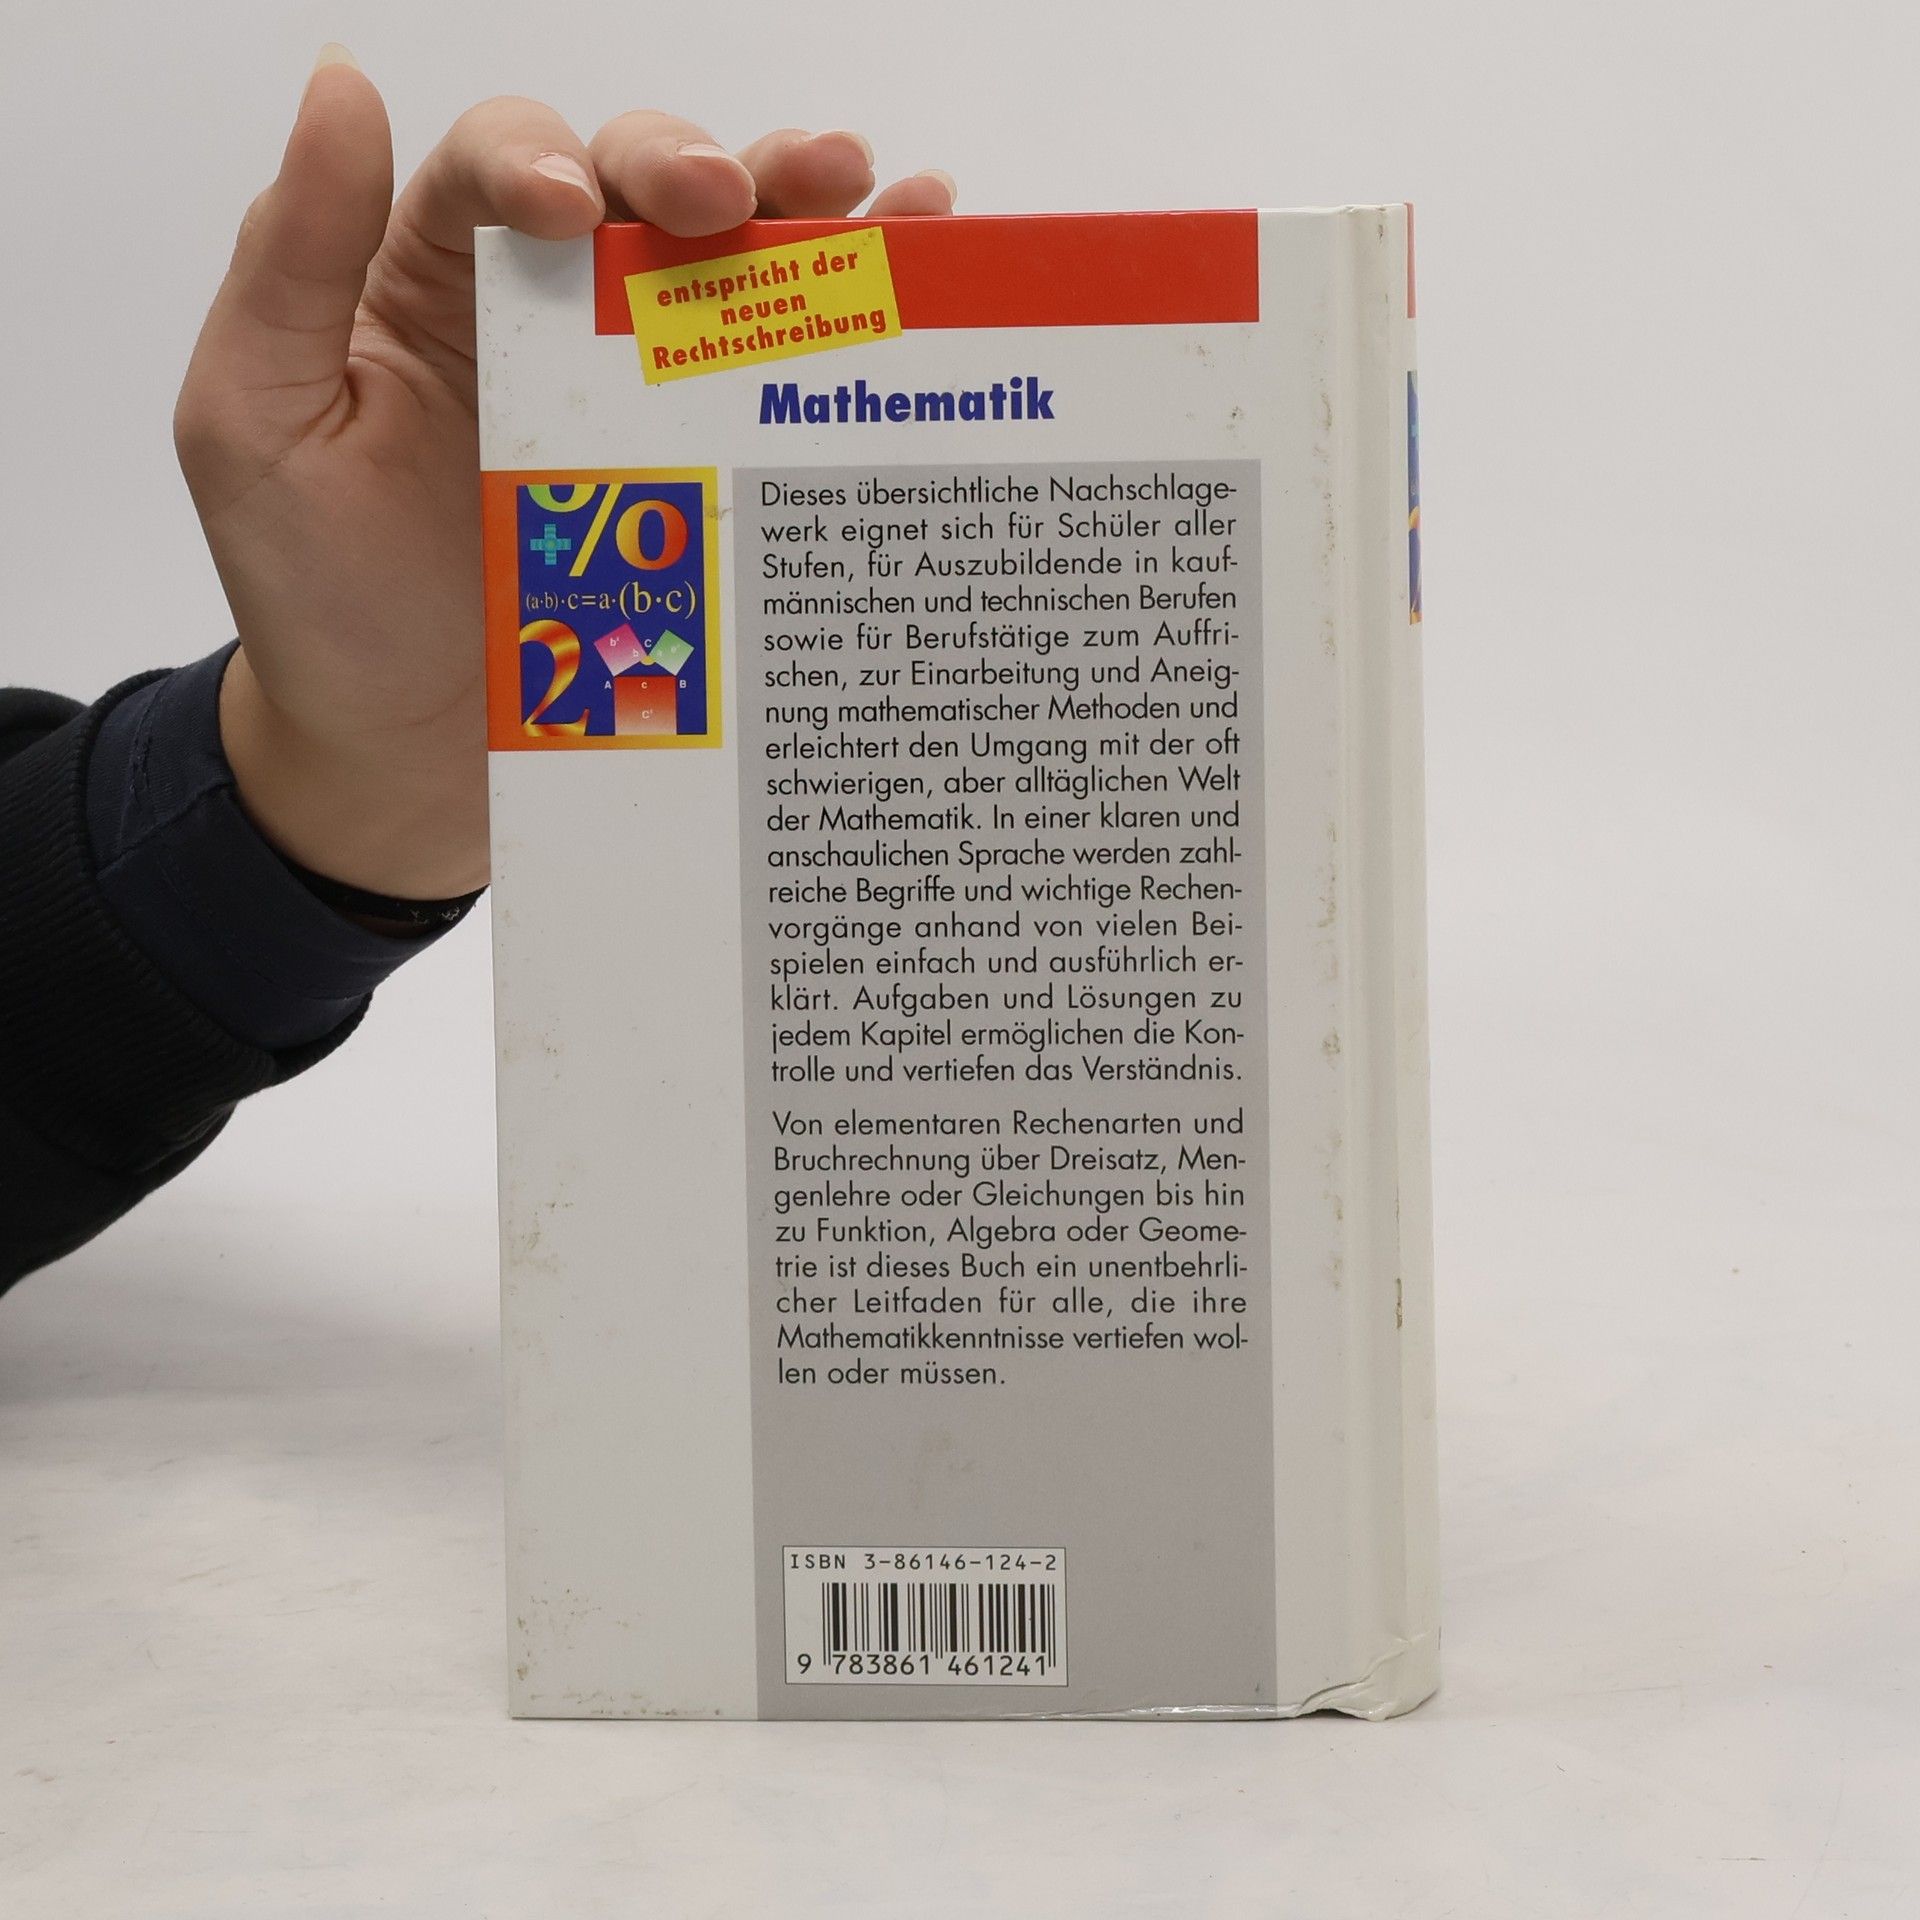 entspricht der
neuen
Rechtschreibung
Mathematik
(a·b)·c=a·(b·c)
2
b²
C
b
a
a²
A
c
B
c²
Dieses übersichtliche Nachschlage-
werk eignet sich für Schüler aller
Stufen, für Auszubildende in kauf-
männischen und technischen Berufen
sowie für Berufstätige zum Auffri-
schen, zur Einarbeitung und Aneig-
nung mathematischer Methoden und
erleichtert den Umgang mit der oft
schwierigen, aber alltäglichen Welt
der Mathematik. In einer klaren und
anschaulichen Sprache werden zahl-
reiche Begriffe und wichtige Rechen-
vorgänge anhand von vielen Bei-
spielen einfach und ausführlich er-
klärt. Aufgaben und Lösungen zu
jedem Kapitel ermöglichen die Kon-
trolle und vertiefen das Verständnis.
Von elementaren Rechenarten und
Bruchrechnung über Dreisatz, Men-
genlehre oder Gleichungen bis hin
zu Funktion, Algebra oder Geome-
trie ist dieses Buch ein unentbehrli-
cher Leitfaden für alle, die ihre
Mathematikkenntnisse vertiefen wol-
len oder müssen.
ISBN 3-86146-124-2
9 783861 461241